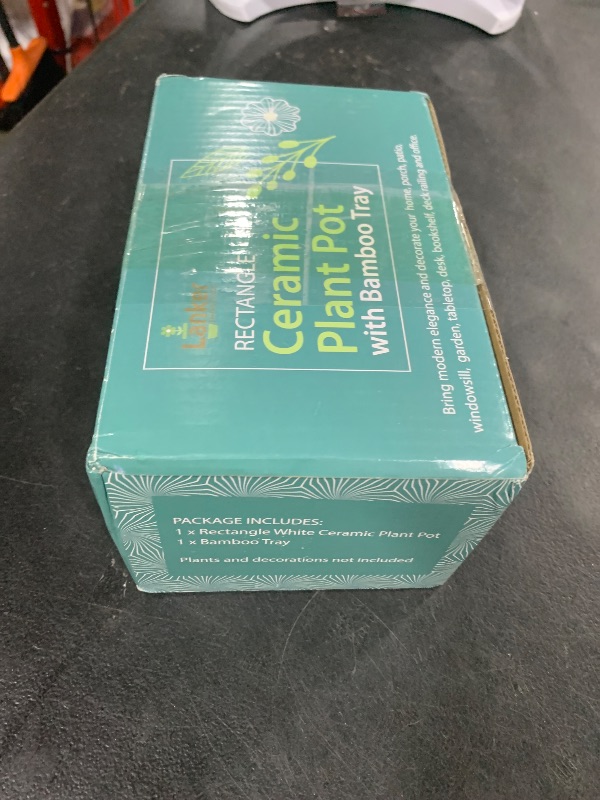 RECTANGLE
Ceramic
Plant Pot
with Bamboo Tray
Bring modern elegance and decorate your home, porch, patio,
windowsill, garden, tabletop, desk, bookshelf, deck railing and office.
PACKAGE INCLUDES:
1 x Rectangle White Ceramic Plant Pot
1 x Bamboo Tray
Plants and decorations not included